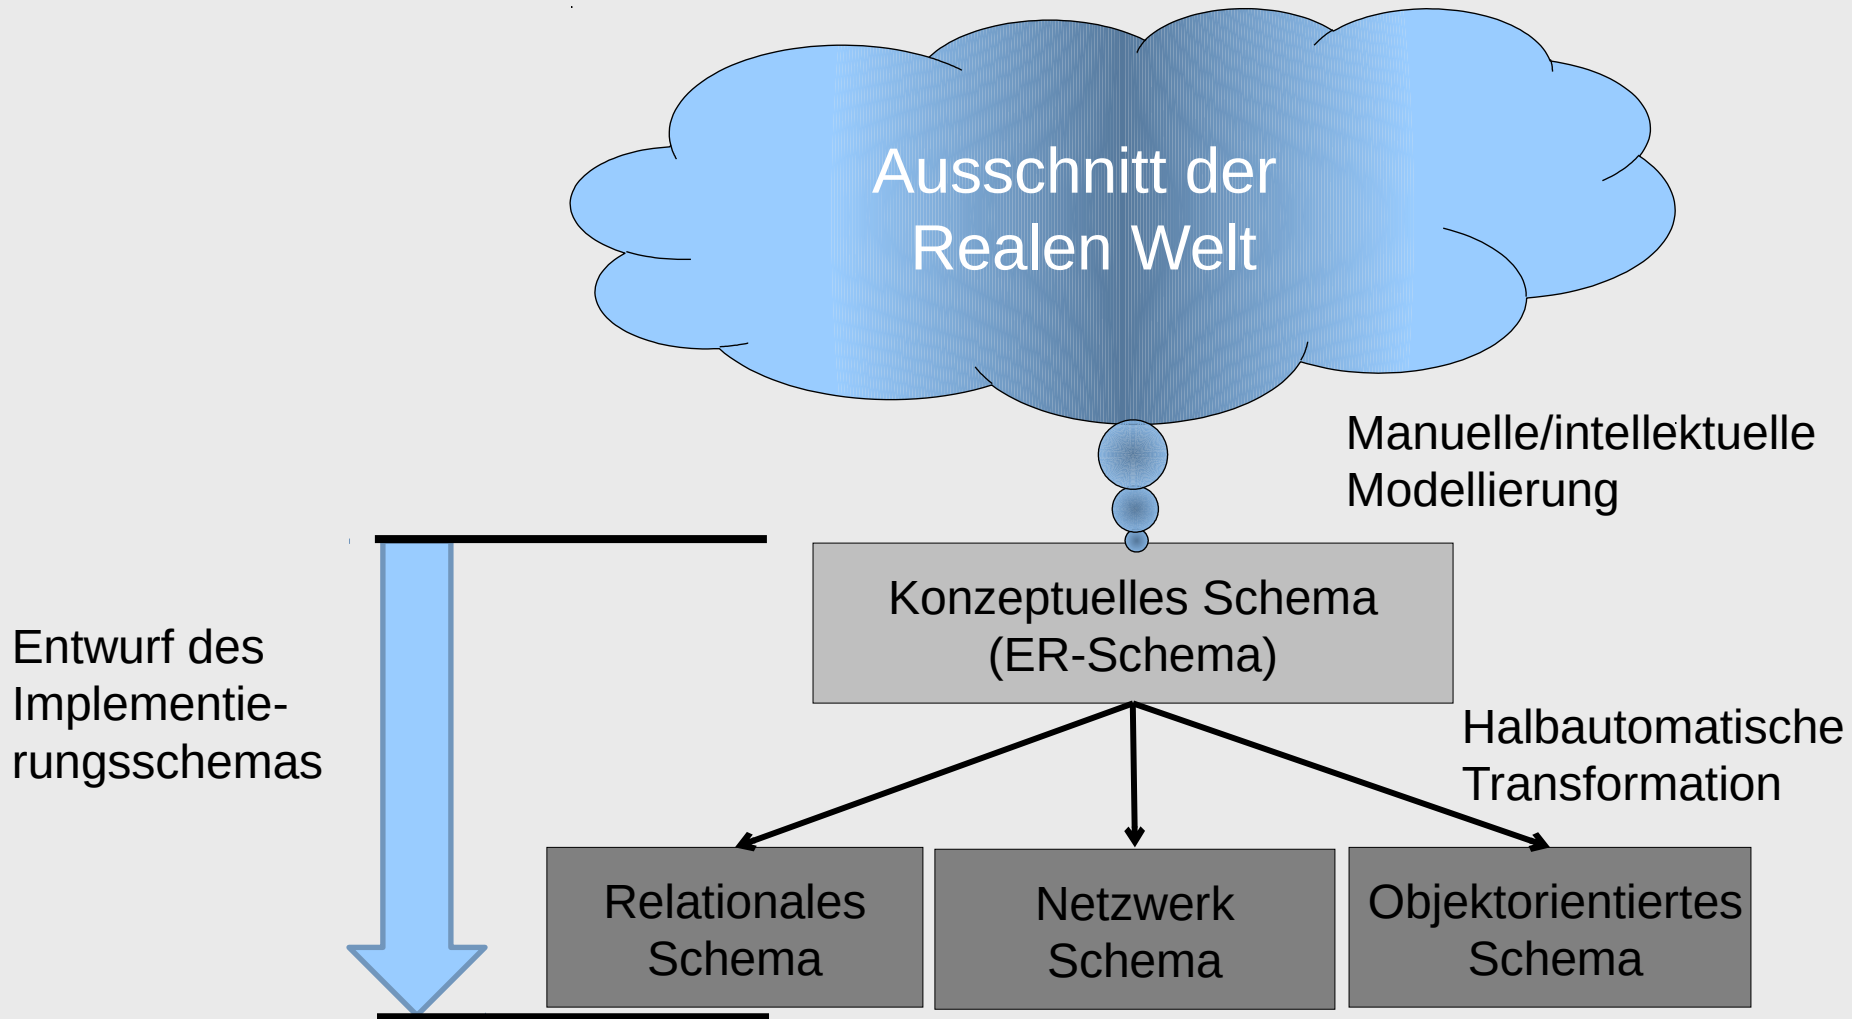 Ausschnitt der
Realen Welt
Manuelle/intellektuelle
Modellierung
Konzeptuelles Schema
(ER-Schema)
Entwurf des
Implementie-
rungsschemas
Halbautomatische
Transformation
Relationales
Schema
Netzwerk
Schema
Objektorientiertes
Schema